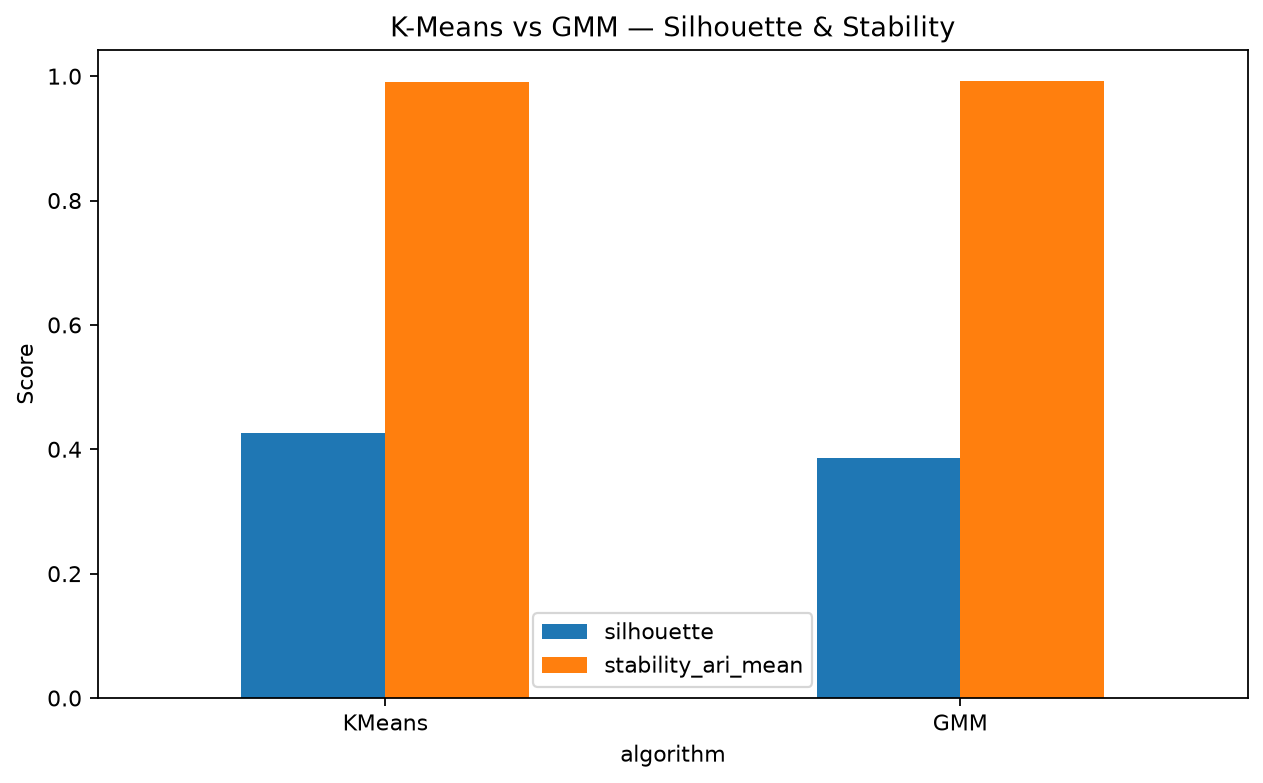 K-Means vs GMM — Silhouette & Stability
1.0
0.8
0.6
0.4
0.2
0.0
Score
silhouette
stability_ari_mean
KMeans
GMM
algorithm